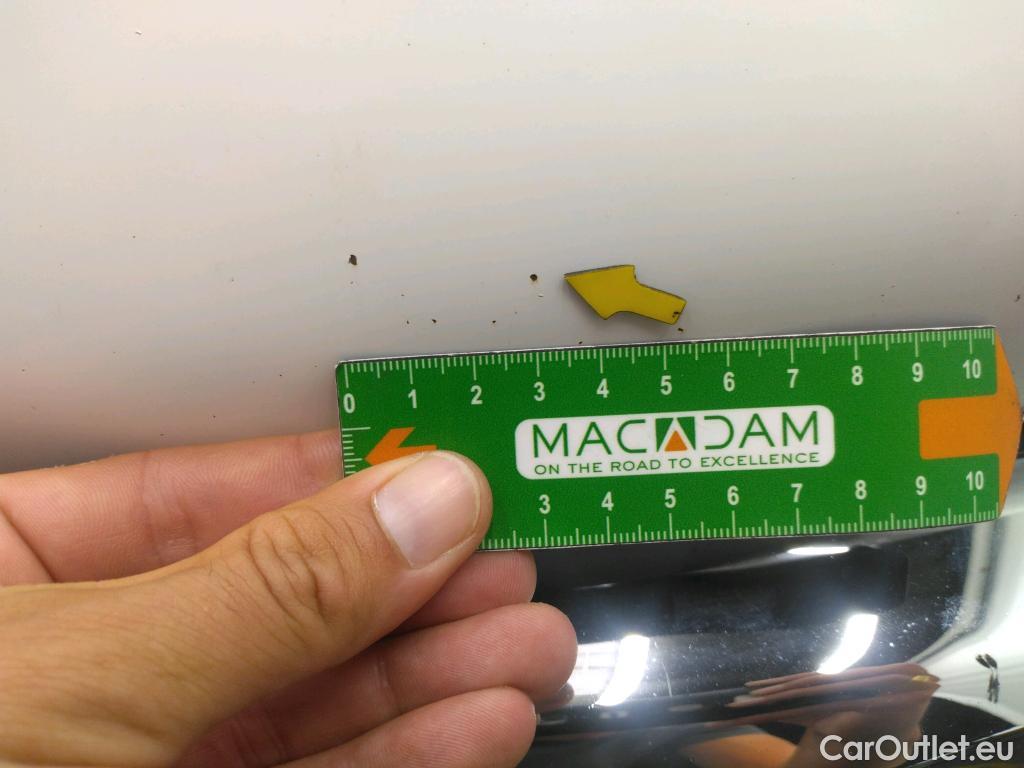 0 1 2 3 4 5 6 7 8 9 10
MACADAM
ON THE ROAD TO EXCELLENCE
3 4 5 6 7 8 9 10
CarOutlet.eu